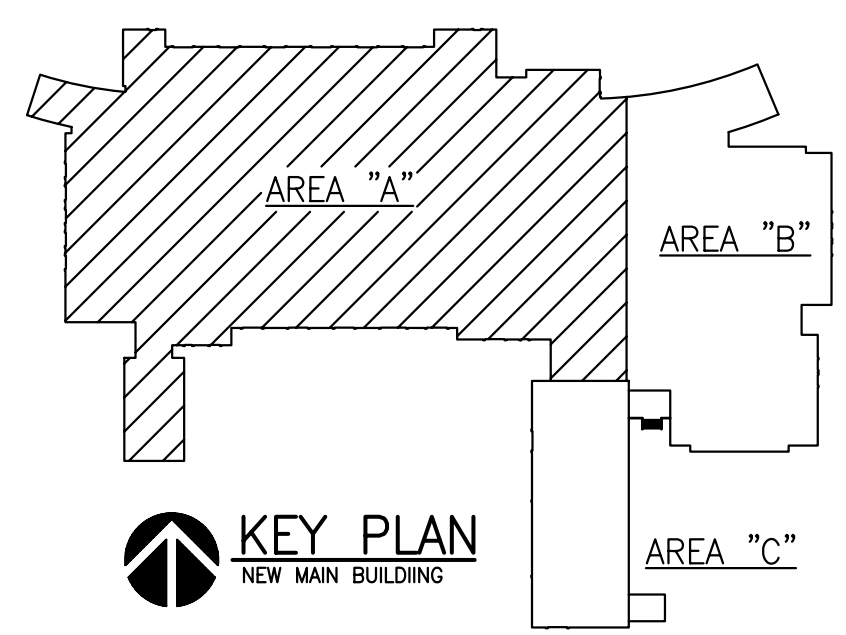 AREA "A"
AREA "B"
KEY PLAN
NEW MAIN BUILDIING
AREA "C"